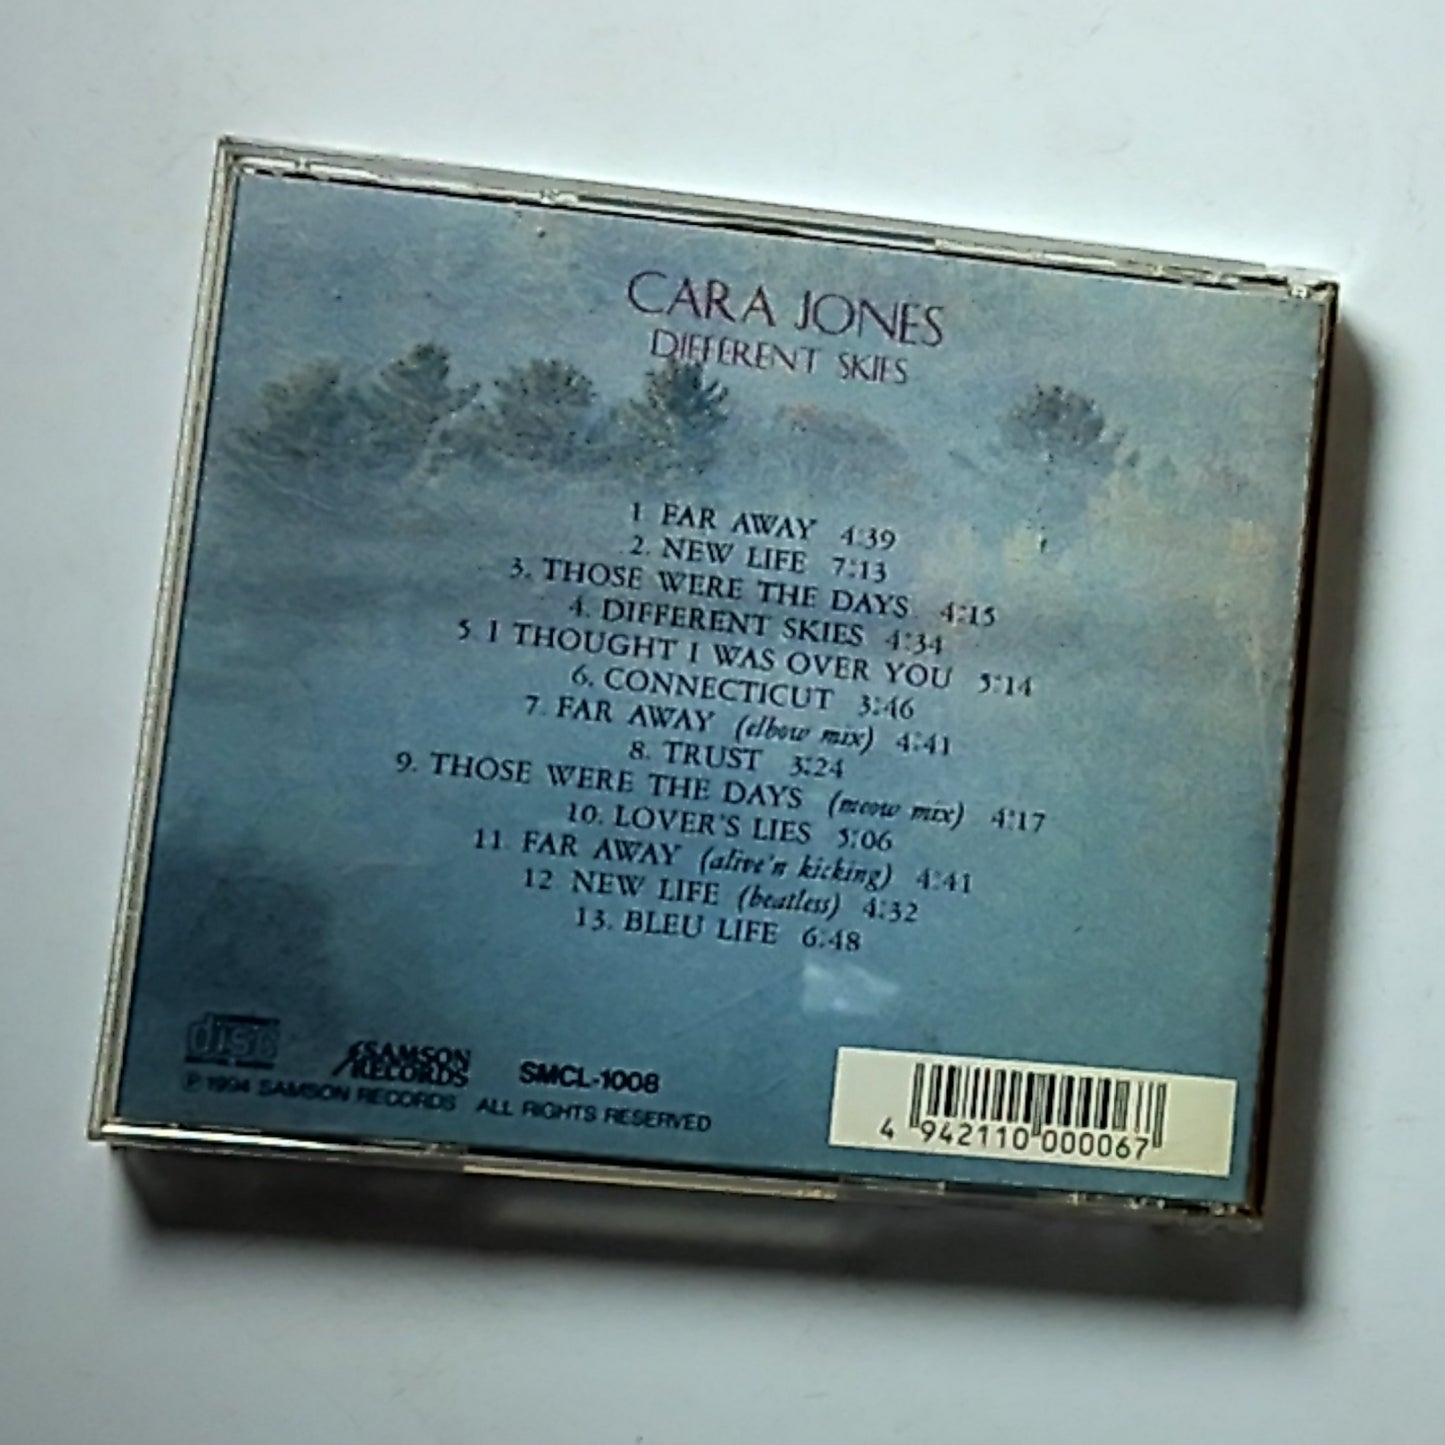 CARA JONES
DIFFERENT SKIES
1 FAR AWAY 4:39
2. NEW LIFE 7:13
3. THOSE WERE THE DAYS 4:15
4. DIFFERENT SKIES 4:34
5 I THOUGHT I WAS OVER YOU 5:14
6. CONNECTICUT 3:46
7. FAR AWAY (elbow mix) 4:41
8. TRUST 3:24
9. THOSE WERE THE DAYS (meow mix) 4:17
10. LOVER'S LIES 5:06
11 FAR AWAY (alive'n kicking) 4:41
12 NEW LIFE (beatless) 4:32
13. BLEU LIFE 6:48
disc
SAMSON
RECORDS
SMCL-1008
℗ 1994 SAMSON RECORDS ALL RIGHTS RESERVED
4 942110 000067